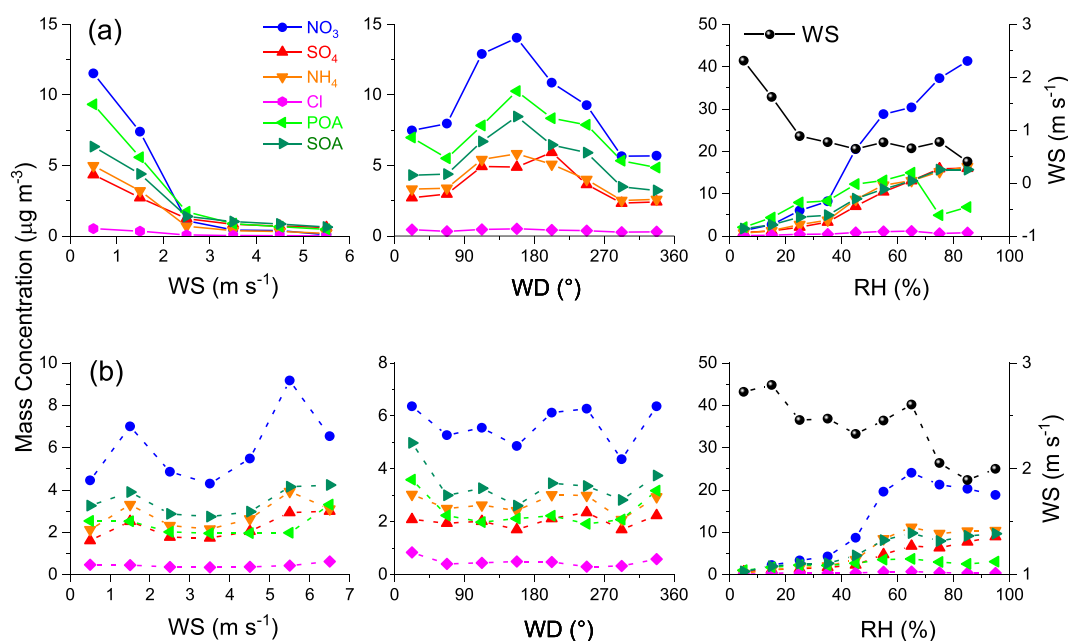 (a)
NO3
SO4
NH4
Cl
POA
SOA
WS
15
10
5
0
0 1 2 3 4 5 6
WS (m s-1)
15
10
5
0
0 90 180 270 360
WD (°)
50
40
30
20
10
0
3
2
1
0
-1
WS (m s-1)
0 20 40 60 80 100
RH (%)
Mass Concentration (µg m-3)
(b)
10
8
6
4
2
0
0 1 2 3 4 5 6 7
WS (m s-1)
8
6
4
2
0
0 90 180 270 360
WD (°)
50
40
30
20
10
0
3
2
1
WS (m s-1)
0 20 40 60 80 100
RH (%)